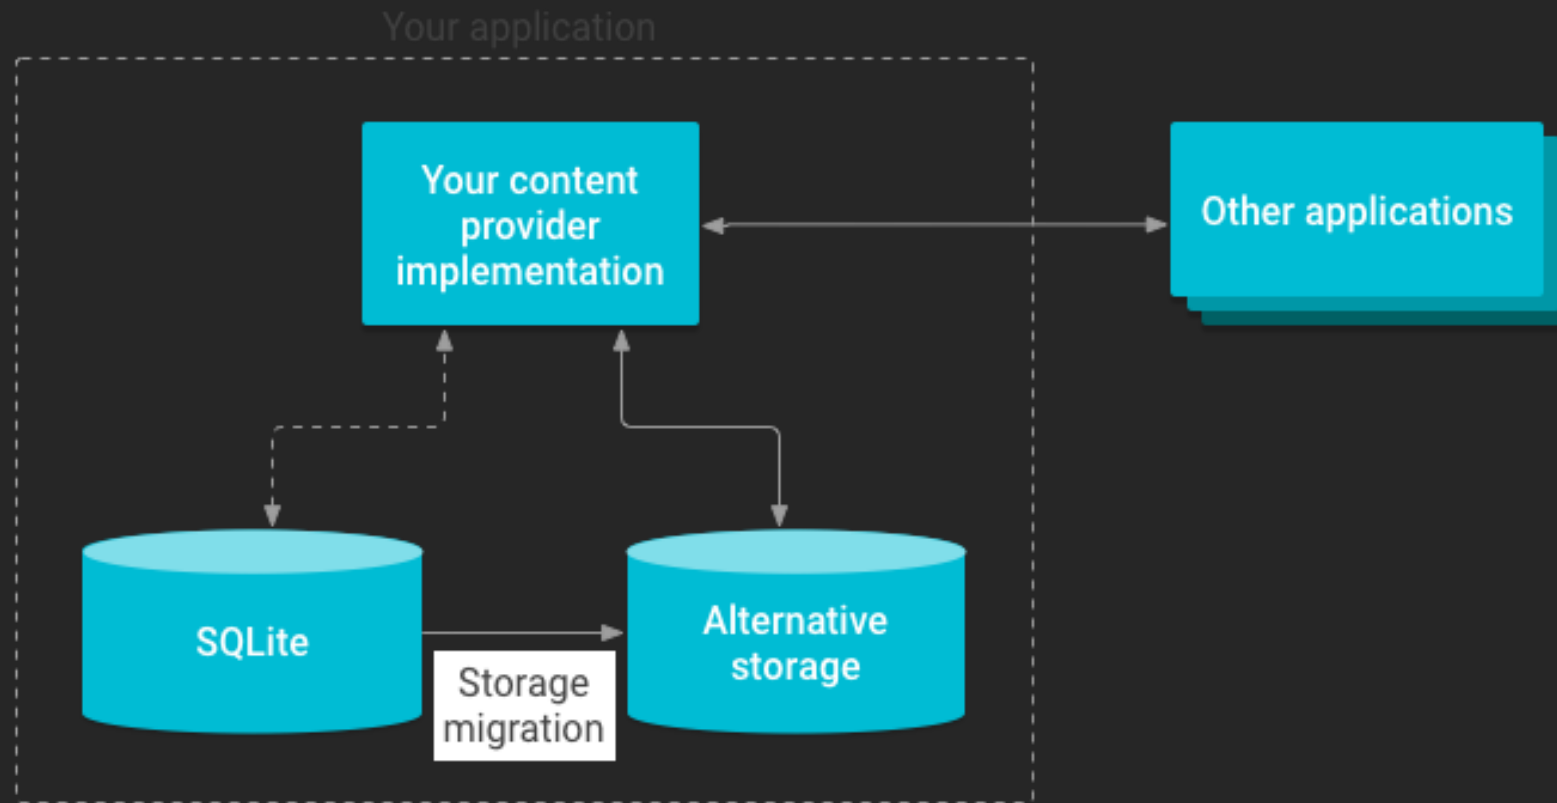 Your application
Your content
provider
implementation
Other applications
SQLite
Storage
migration
Alternative
storage